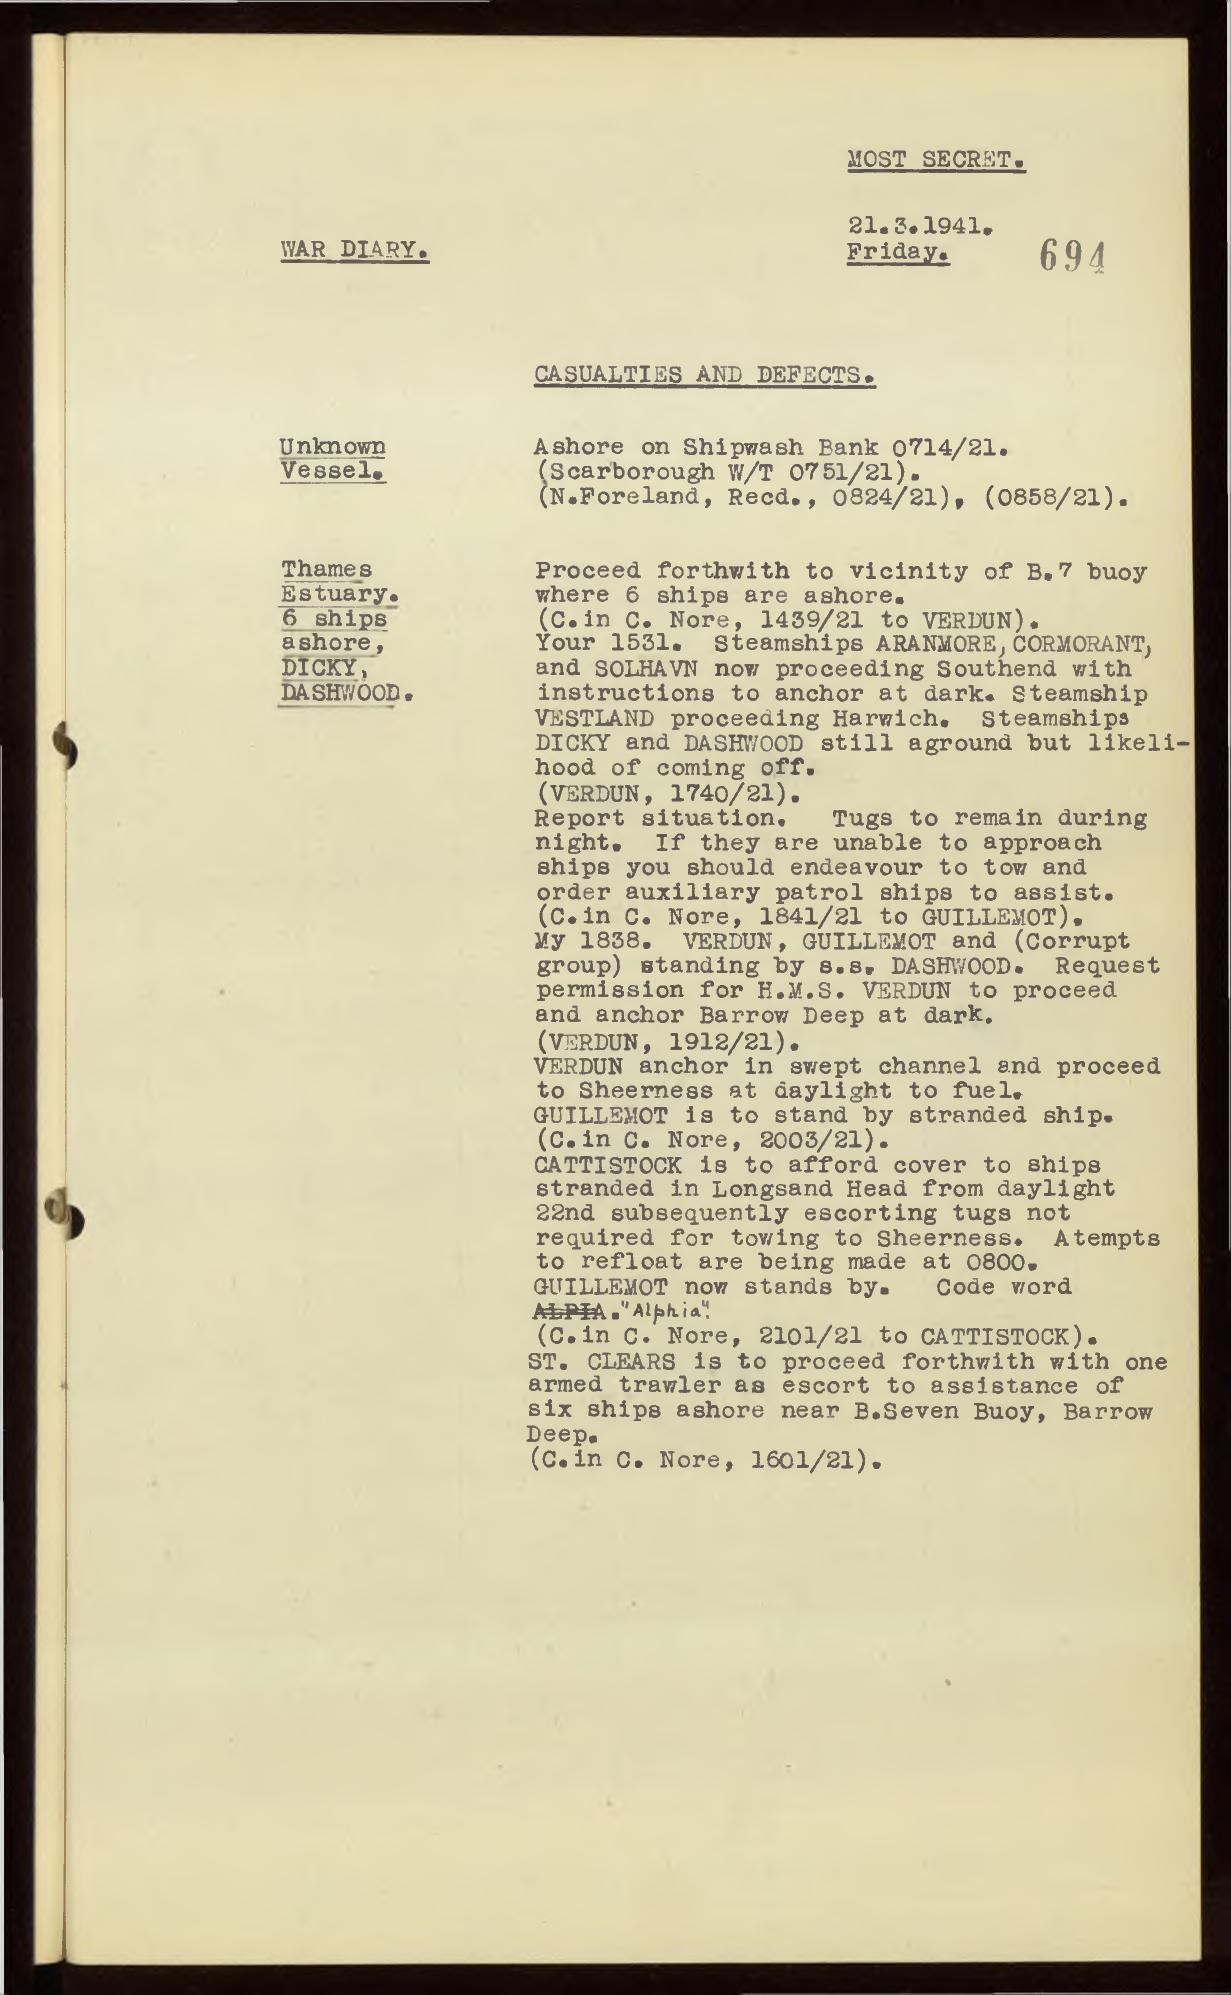 MOST SECRET.
21.3.1941.
WAR DIARY.
Friday.
694
CASUALTIES AND DEFECTS.
Unknown
Vessel.
Ashore on Shipwash Bank 0714/21.
(Scarborough W/T 0751/21).
(N.Foreland, Recd., 0824/21), (0858/21).
Thames
Estuary.
6 ships
ashore,
DICKY,
DASHWOOD.
Proceed forthwith to vicinity of B.7 buoy
where 6 ships are ashore.
(C.in C. Nore, 1439/21 to VERDUN).
Your 1531. Steamships ARANMORE, CORMORANT,
and SOLHAVN now proceeding Southend with
instructions to anchor at dark. Steamship
VESTLAND proceeding Harwich. Steamships
DICKY and DASHWOOD still aground but likeli-
hood of coming off.
(VERDUN, 1740/21).
Report situation. Tugs to remain during
night. If they are unable to approach
ships you should endeavour to tow and
order auxiliary patrol ships to assist.
(C.in C. Nore, 1841/21 to GUILLEMOT).
My 1838. VERDUN, GUILLEMOT and (Corrupt
group) standing by s.s. DASHWOOD. Request
permission for H.M.S. VERDUN to proceed
and anchor Barrow Deep at dark.
(VERDUN, 1912/21).
VERDUN anchor in swept channel and proceed
to Sheerness at daylight to fuel.
GUILLEMOT is to stand by stranded ship.
(C.in C. Nore, 2003/21).
CATTISTOCK is to afford cover to ships
stranded in Longsand Head from daylight
22nd subsequently escorting tugs not
required for towing to Sheerness. Atempts
to refloat are being made at 0800.
GUILLEMOT now stands by. Code word
ALPIA. "Alphia".
(C.in C. Nore, 2101/21 to CATTISTOCK).
ST. CLEARS is to proceed forthwith with one
armed trawler as escort to assistance of
six ships ashore near B.Seven Buoy, Barrow
Deep.
(C.in C. Nore, 1601/21).